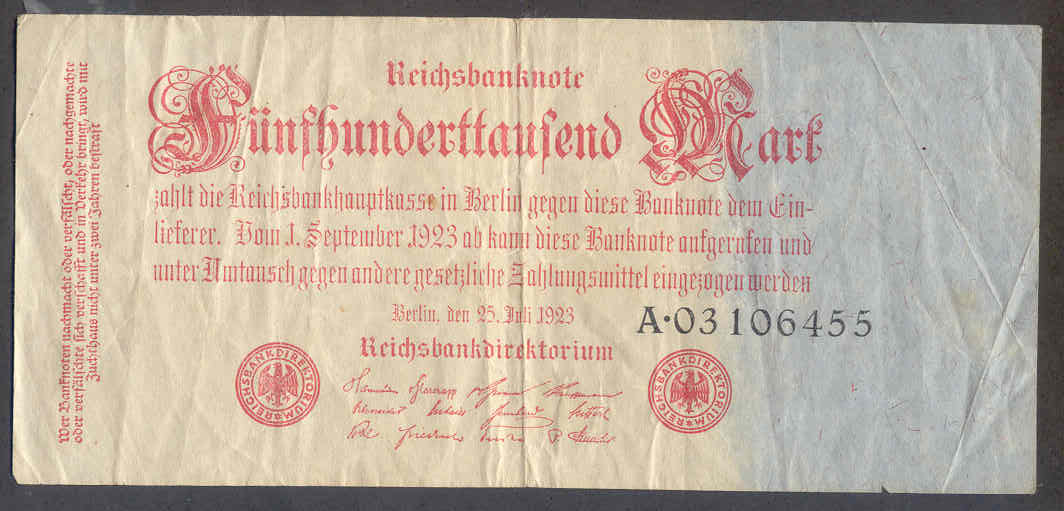 Reichsbanknote
Fünfhunderttausend Mark
zahlt die Reichsbankhauptkasse in Berlin gegen diese Banknote dem Ein-
lieferer. Vom 1. September 1923 ab kann diese Banknote aufgerufen und
unter Umtausch gegen andere gesetzliche Zahlungsmittel eingezogen werden
Berlin, den 25. Juli 1923
A·03106455
Reichsbankdirektorium
REICHSBANKDIREKTORIUM
REICHSBANKDIREKTORIUM
Wer Banknoten nachmacht oder verfälscht, oder nachgemachte
oder verfälschte sich verschafft und in Verkehr bringt, wird mit
Zuchthaus nicht unter zwei Jahren bestraft